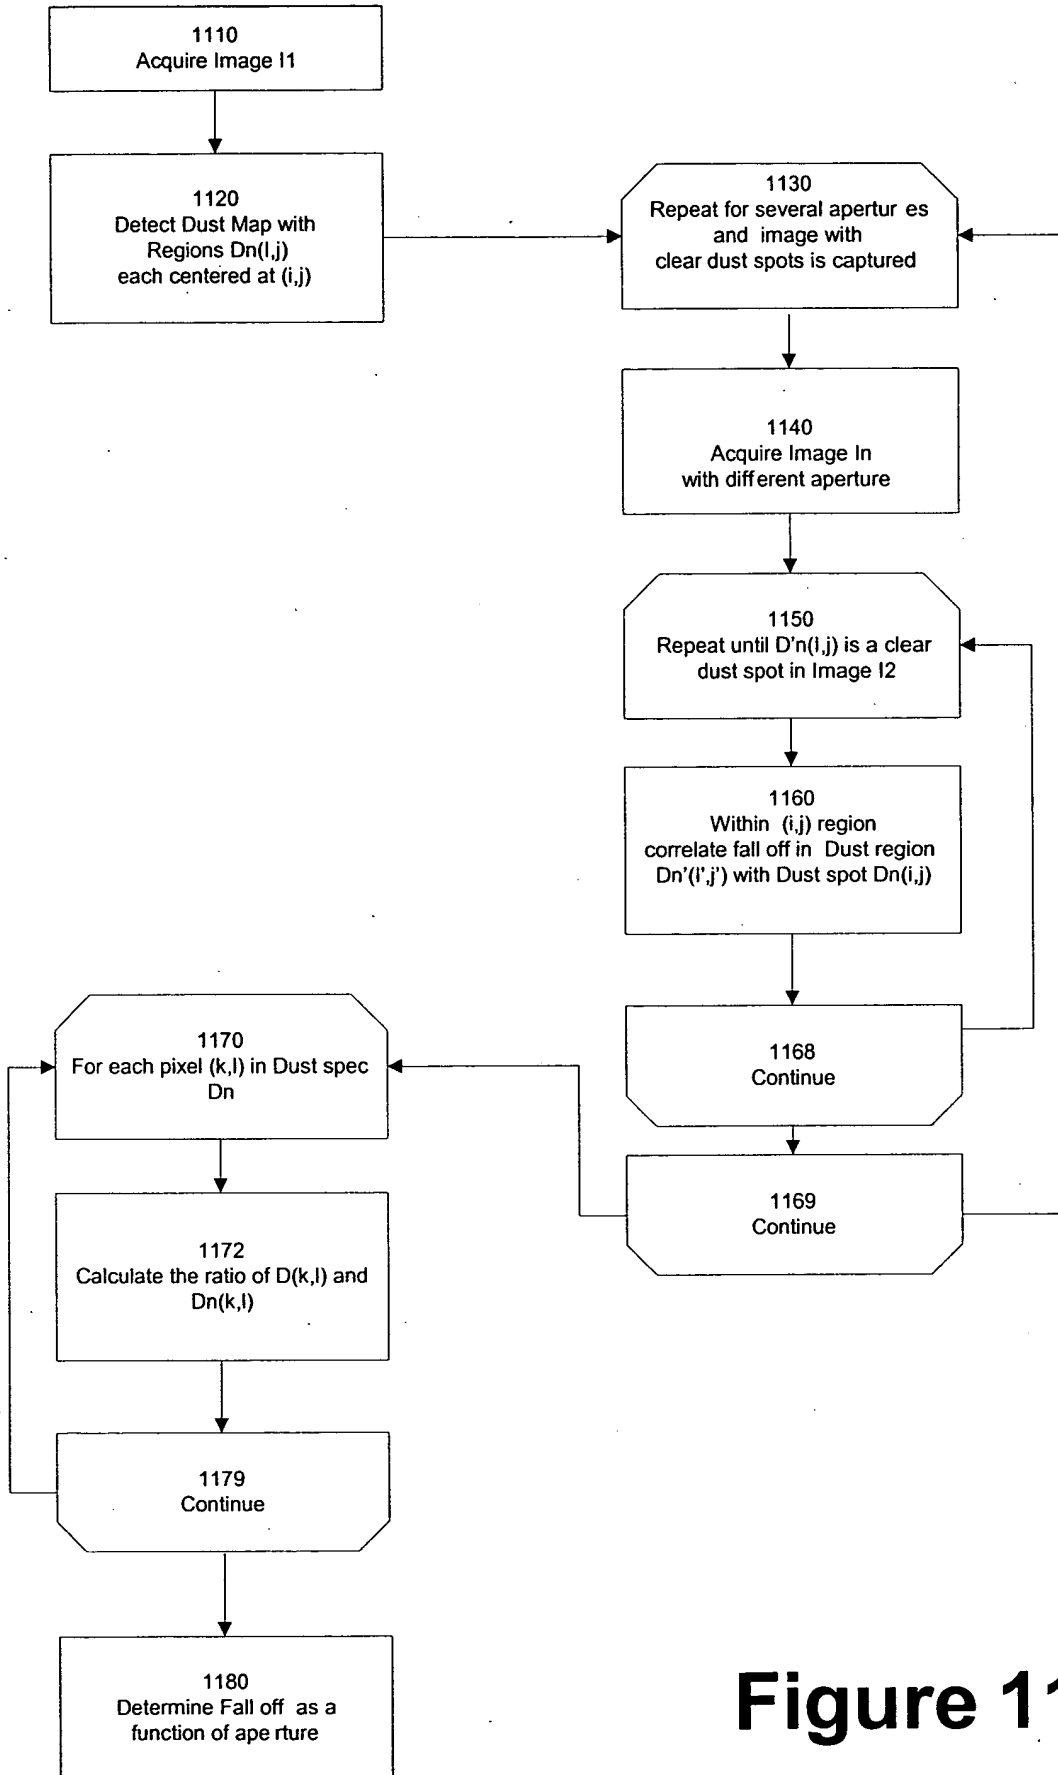 1110
Acquire Image I1
1120
Detect Dust Map with
Regions Dn(I,j)
each centered at (i,j)
1130
Repeat for several apertur es
and image with
clear dust spots is captured
1140
Acquire Image In
with different aperture
1150
Repeat until D'n(I,j) is a clear
dust spot in Image I2
1160
Within (i,j) region
correlate fall off in Dust region
Dn'(i',j') with Dust spot Dn(i,j)
1168
Continue
1169
Continue
1170
For each pixel (k,l) in Dust spec
Dn
1172
Calculate the ratio of D(k,l) and
Dn(k,l)
1179
Continue
1180
Determine Fall off as a
function of ape rture
Figure 11